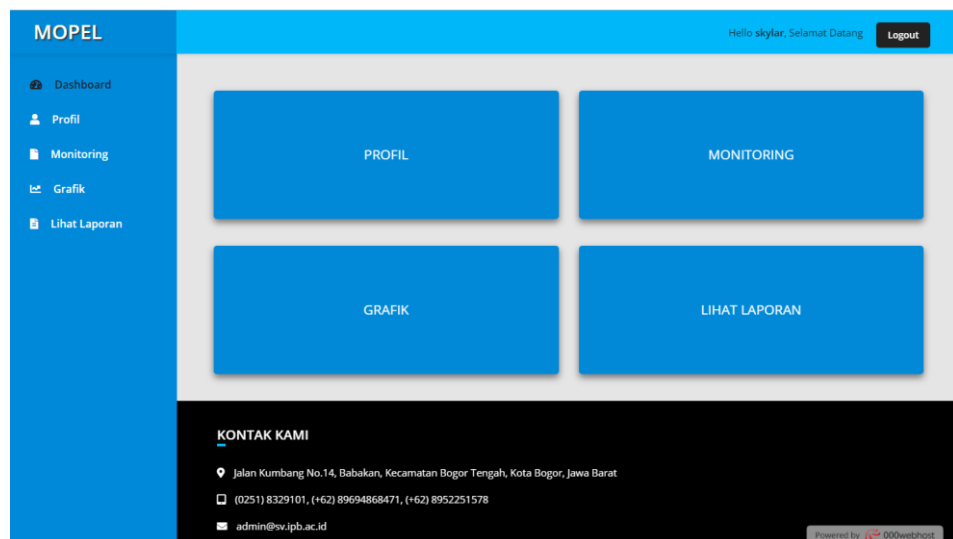 MOPEL
Hello skylar, Selamat Datang
Logout
Dashboard
Profil
Monitoring
Grafik
Lihat Laporan
PROFIL
MONITORING
GRAFIK
LIHAT LAPORAN
KONTAK KAMI
Jalan Kumbang No.14, Babakan, Kecamatan Bogor Tengah, Kota Bogor, Jawa Barat
(0251) 8329101, (+62) 89694868471, (+62) 8952251578
admin@sv.ipb.ac.id
Powered by 000webhost